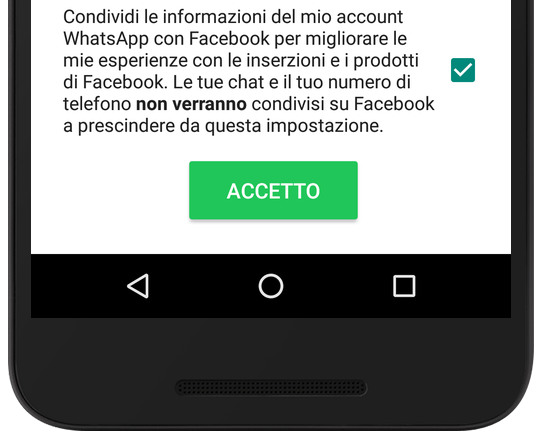 Condividi le informazioni del mio account
WhatsApp con Facebook per migliorare le
mie esperienze con le inserzioni e i prodotti
di Facebook. Le tue chat e il tuo numero di
telefono non verranno condivisi su Facebook
a prescindere da questa impostazione.
ACCETTO